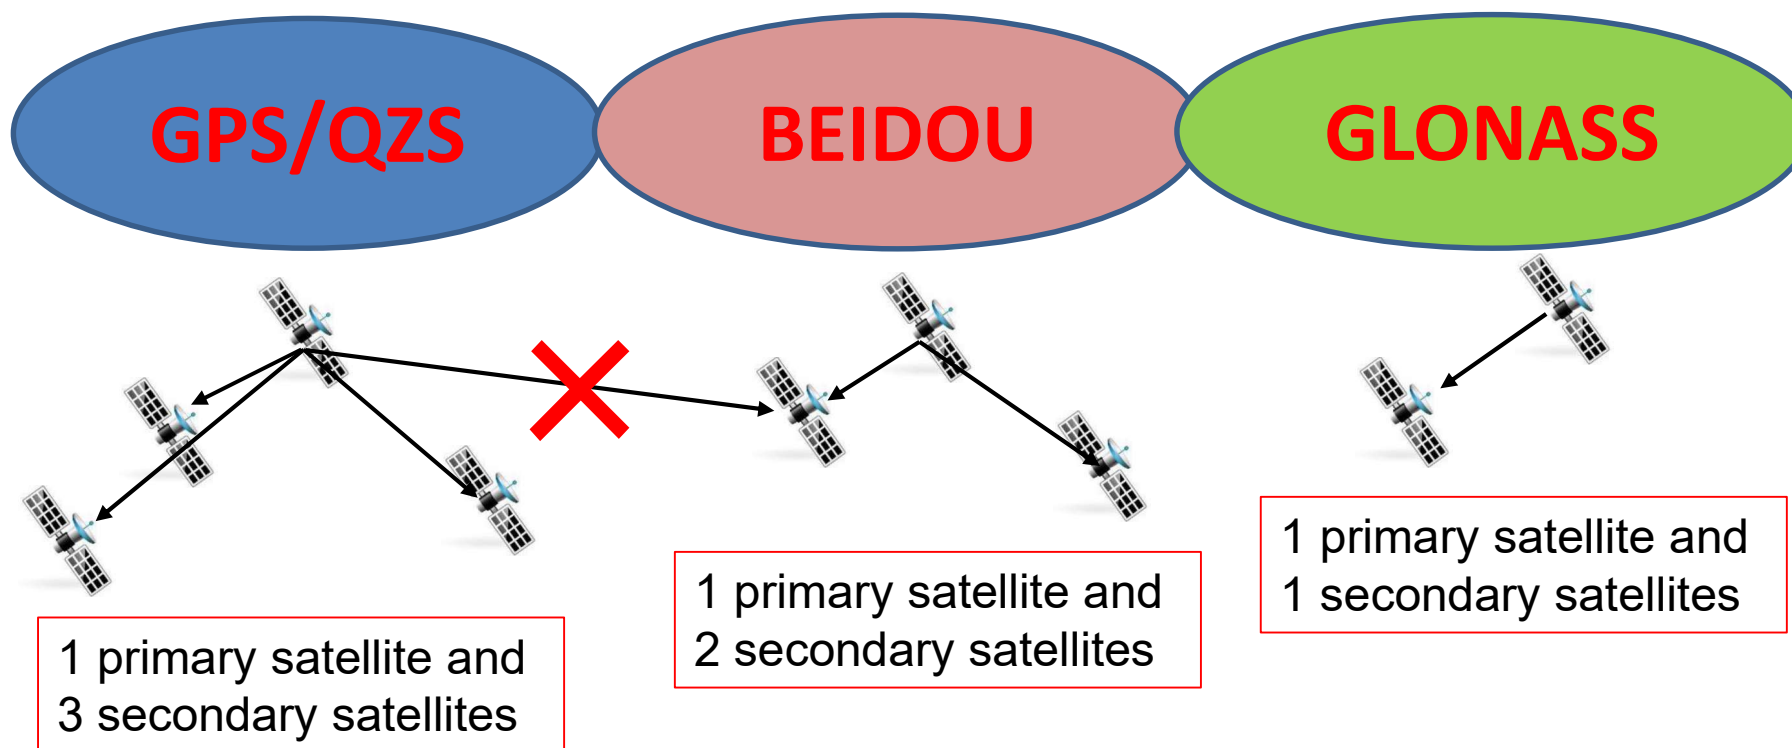 GPS/QZS
BEIDOU
GLONASS
1 primary satellite and
3 secondary satellites
1 primary satellite and
2 secondary satellites
1 primary satellite and
1 secondary satellites